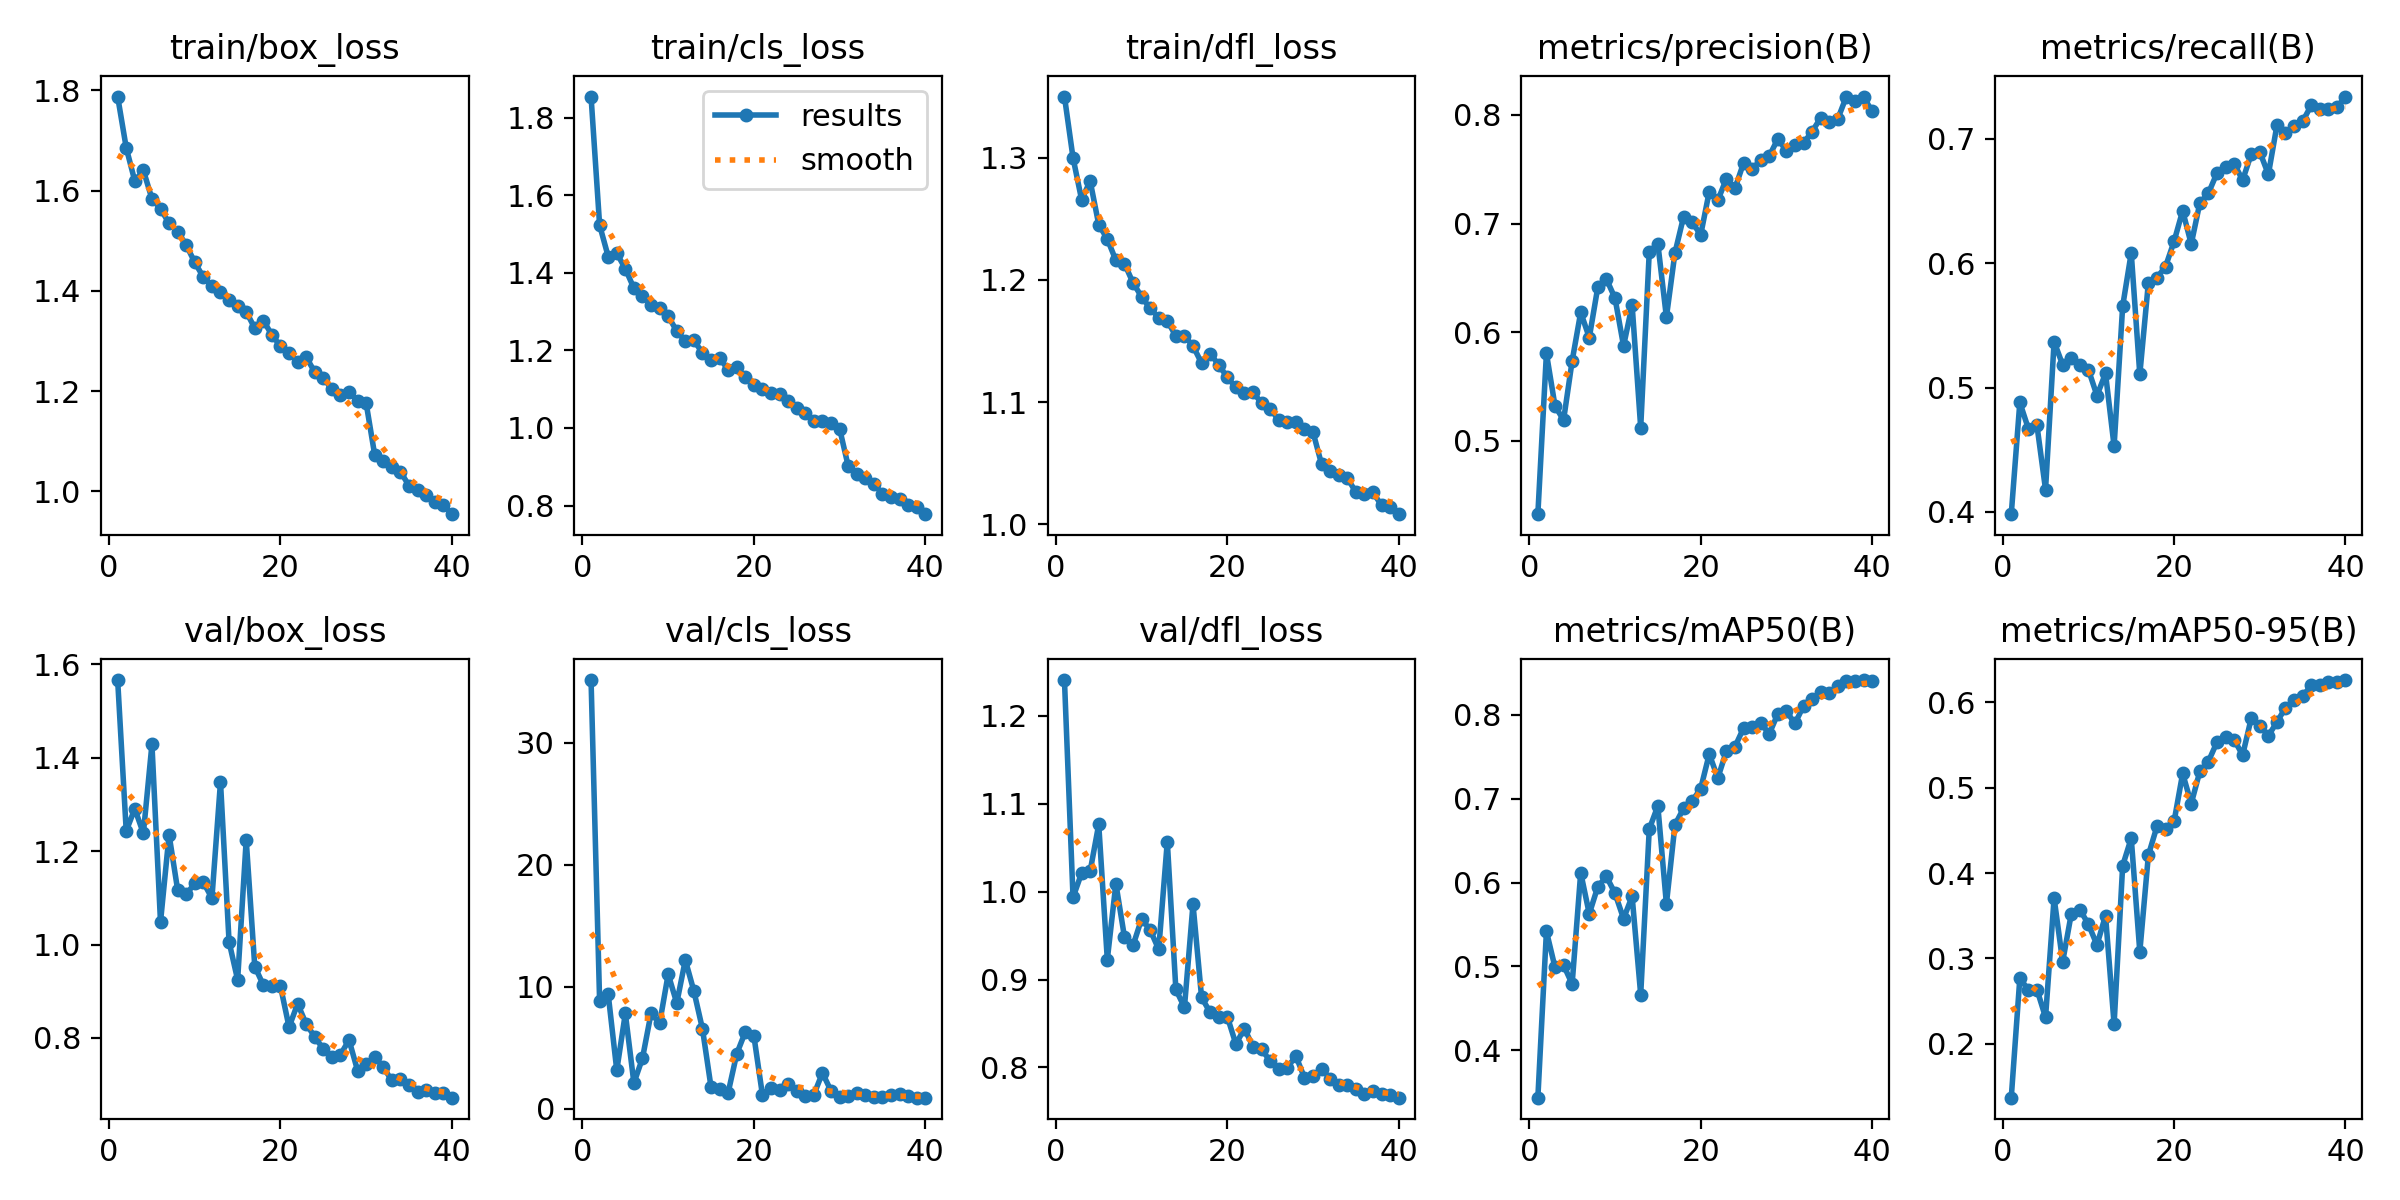 train/box_loss
train/cls_loss
train/dfl_loss
metrics/precision(B)
metrics/recall(B)
1.8
1.6
1.4
1.2
1.0
0 20 40
results
smooth
1.8
1.6
1.4
1.2
1.0
0.8
0 20 40
1.3
1.2
1.1
1.0
0 20 40
0.8
0.7
0.6
0.5
0 20 40
0.7
0.6
0.5
0.4
0 20 40
val/box_loss
val/cls_loss
val/dfl_loss
metrics/mAP50(B)
metrics/mAP50-95(B)
1.6
1.4
1.2
1.0
0.8
0 20 40
30
20
10
0
0 20 40
1.2
1.1
1.0
0.9
0.8
0 20 40
0.8
0.7
0.6
0.5
0.4
0 20 40
0.6
0.5
0.4
0.3
0.2
0 20 40